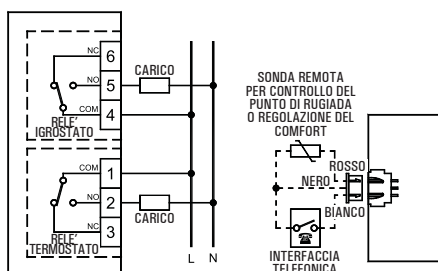 NC
6
NO
5
CARICO
COM
4
RELE'
IGROSTATO
COM
1
NO
2
CARICO
NC
3
RELE'
TERMOSTATO
L N
SONDA REMOTA
PER CONTROLLO DEL
PUNTO DI RUGIADA
O REGOLAZIONE DEL
COMFORT
ROSSO
NERO
BIANCO
INTERFACCIA
TELEFONICA